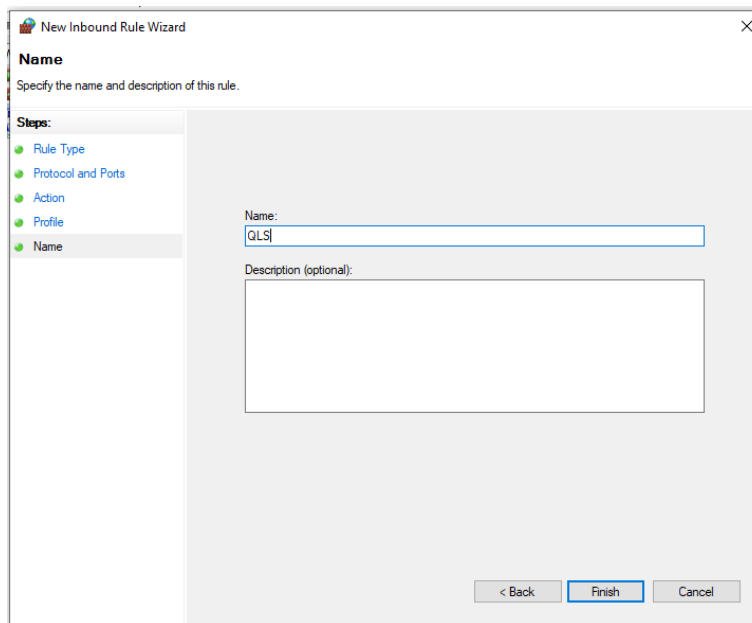 New Inbound Rule Wizard
Name
Specify the name and description of this rule.
Steps:
Rule Type
Protocol and Ports
Action
Profile
Name
Name:
QLS
Description (optional):
< Back
Finish
Cancel